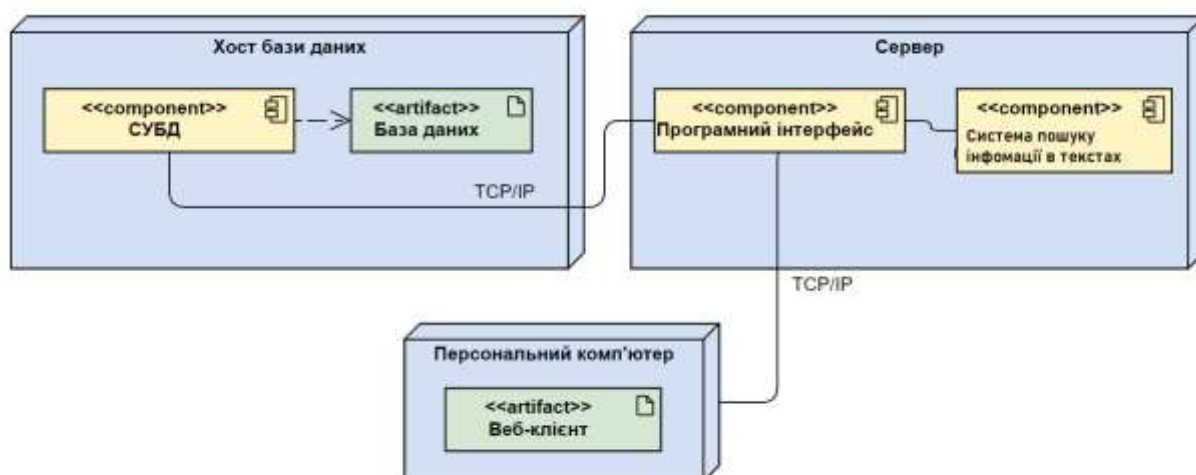 Хост бази даних
<<component>>
СУБД
<<artifact>>
База даних
TCP/IP
Сервер
<<component>>
Програмний інтерфейс
<<component>>
Система пошуку
інфомації в текстах
TCP/IP
Персональний комп'ютер
<<artifact>>
Веб-клієнт